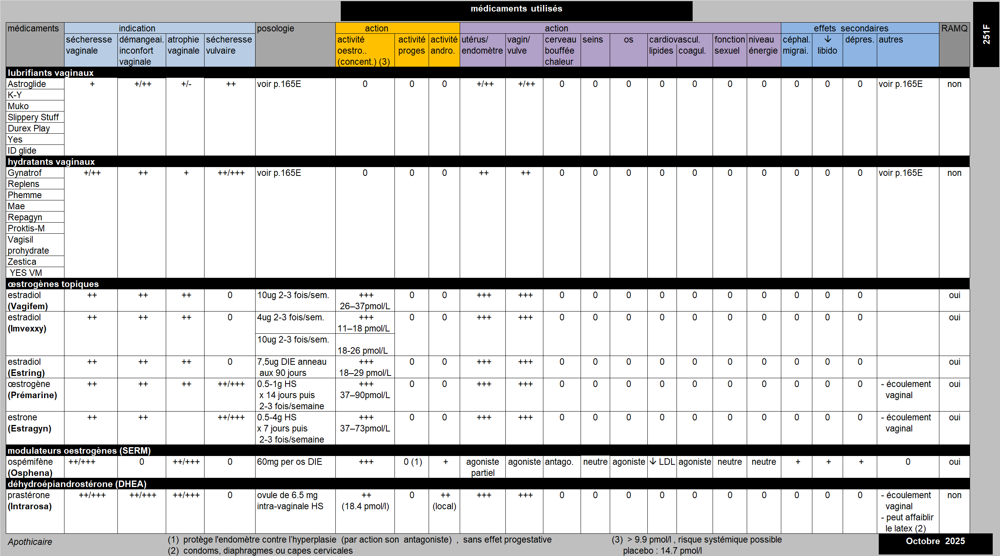 médicaments utilisés
251F
médicaments indication posologie action action effets secondaires RAMQ
sécheresse démangeai. atrophie sécheresse activité activité activité utérus/ vagin/ cerveau seins os cardiovascul. fonction niveau céphal. ↓ dépres. autres
vaginale inconfort vaginale vulvaire oestro.. proges andro. endomètre vulve bouffée lipides coagul. sexuel énergie migrai. libido
vaginale (concent.) (3) chaleur
lubrifiants vaginaux
Astroglide + +/++ +/- ++ voir p.165E 0 0 0 +/++ +/++ 0 0 0 0 0 0 0 0 0 0 voir p.165E non
K-Y
Muko
Slippery Stuff
Durex Play
Yes
ID glide
hydratants vaginaux
Gynatrof +/++ ++ + ++/+++ voir p.165E 0 0 0 ++ ++ 0 0 0 0 0 0 0 0 0 0 voir p.165E non
Replens
Phemme
Mae
Repagyn
Proktis-M
Vagisil
prohydrate
Zestica
YES VM
œstrogènes topiques
estradiol ++ ++ ++ 0 10ug 2-3 fois/sem. +++ 0 0 +++ +++ 0 0 0 0 0 0 0 0 0 0 oui
(Vagifem) 26–37pmol/L
estradiol ++ ++ ++ 0 4ug 2-3 fois/sem. +++ 0 0 +++ +++ 0 0 0 0 0 0 0 0 0 0 oui
(Imvexxy) 11–18 pmol/L
10ug 2-3 fois/sem.
18-26 pmol/L
estradiol ++ ++ ++ 0 7,5ug DIE anneau +++ 0 0 +++ +++ 0 0 0 0 0 0 0 0 0 0 oui
(Estring) aux 90 jours 18–29 pmol/L
œstrogène ++ ++ ++ ++/+++ 0.5-1g HS +++ 0 0 +++ +++ 0 0 0 0 0 0 0 0 0 0 - écoulement oui
(Prémarine) x 14 jours puis 37–90pmol/L vaginal
2-3 fois/semaine
estrone ++ ++ ++/+++ 0.5-4g HS +++ 0 0 +++ +++ 0 0 0 0 0 0 0 0 0 0 - écoulement oui
(Estragyn) x 7 jours puis 37–73pmol/L vaginal
2-3 fois/semaine
modulateurs oestrogènes (SERM)
ospémifène ++/+++ 0 ++/+++ 0 60mg per os DIE +++ 0 (1) + agoniste agoniste antago. neutre agoniste ↓ LDL agoniste neutre neutre + + + 0 oui
(Osphena) partiel
déhydroépiandrostérone (DHEA)
prastérone ++/+++ ++/+++ ++/+++ 0 ovule de 6.5 mg ++ 0 ++ +++ +++ 0 0 0 0 0 0 0 0 0 0 - écoulement non
(Intrarosa) intra-vaginale HS (18.4 pmol/l) (local) vaginal
- peut affaiblir
le latex (2)
Apothicaire (1) protège l'endomètre contre l’hyperplasie (par action son antagoniste) , sans effet progestative (3) > 9.9 pmol/l , risque systémique possible Octobre 2025
(2) condoms, diaphragmes ou capes cervicales placebo : 14.7 pmol/l